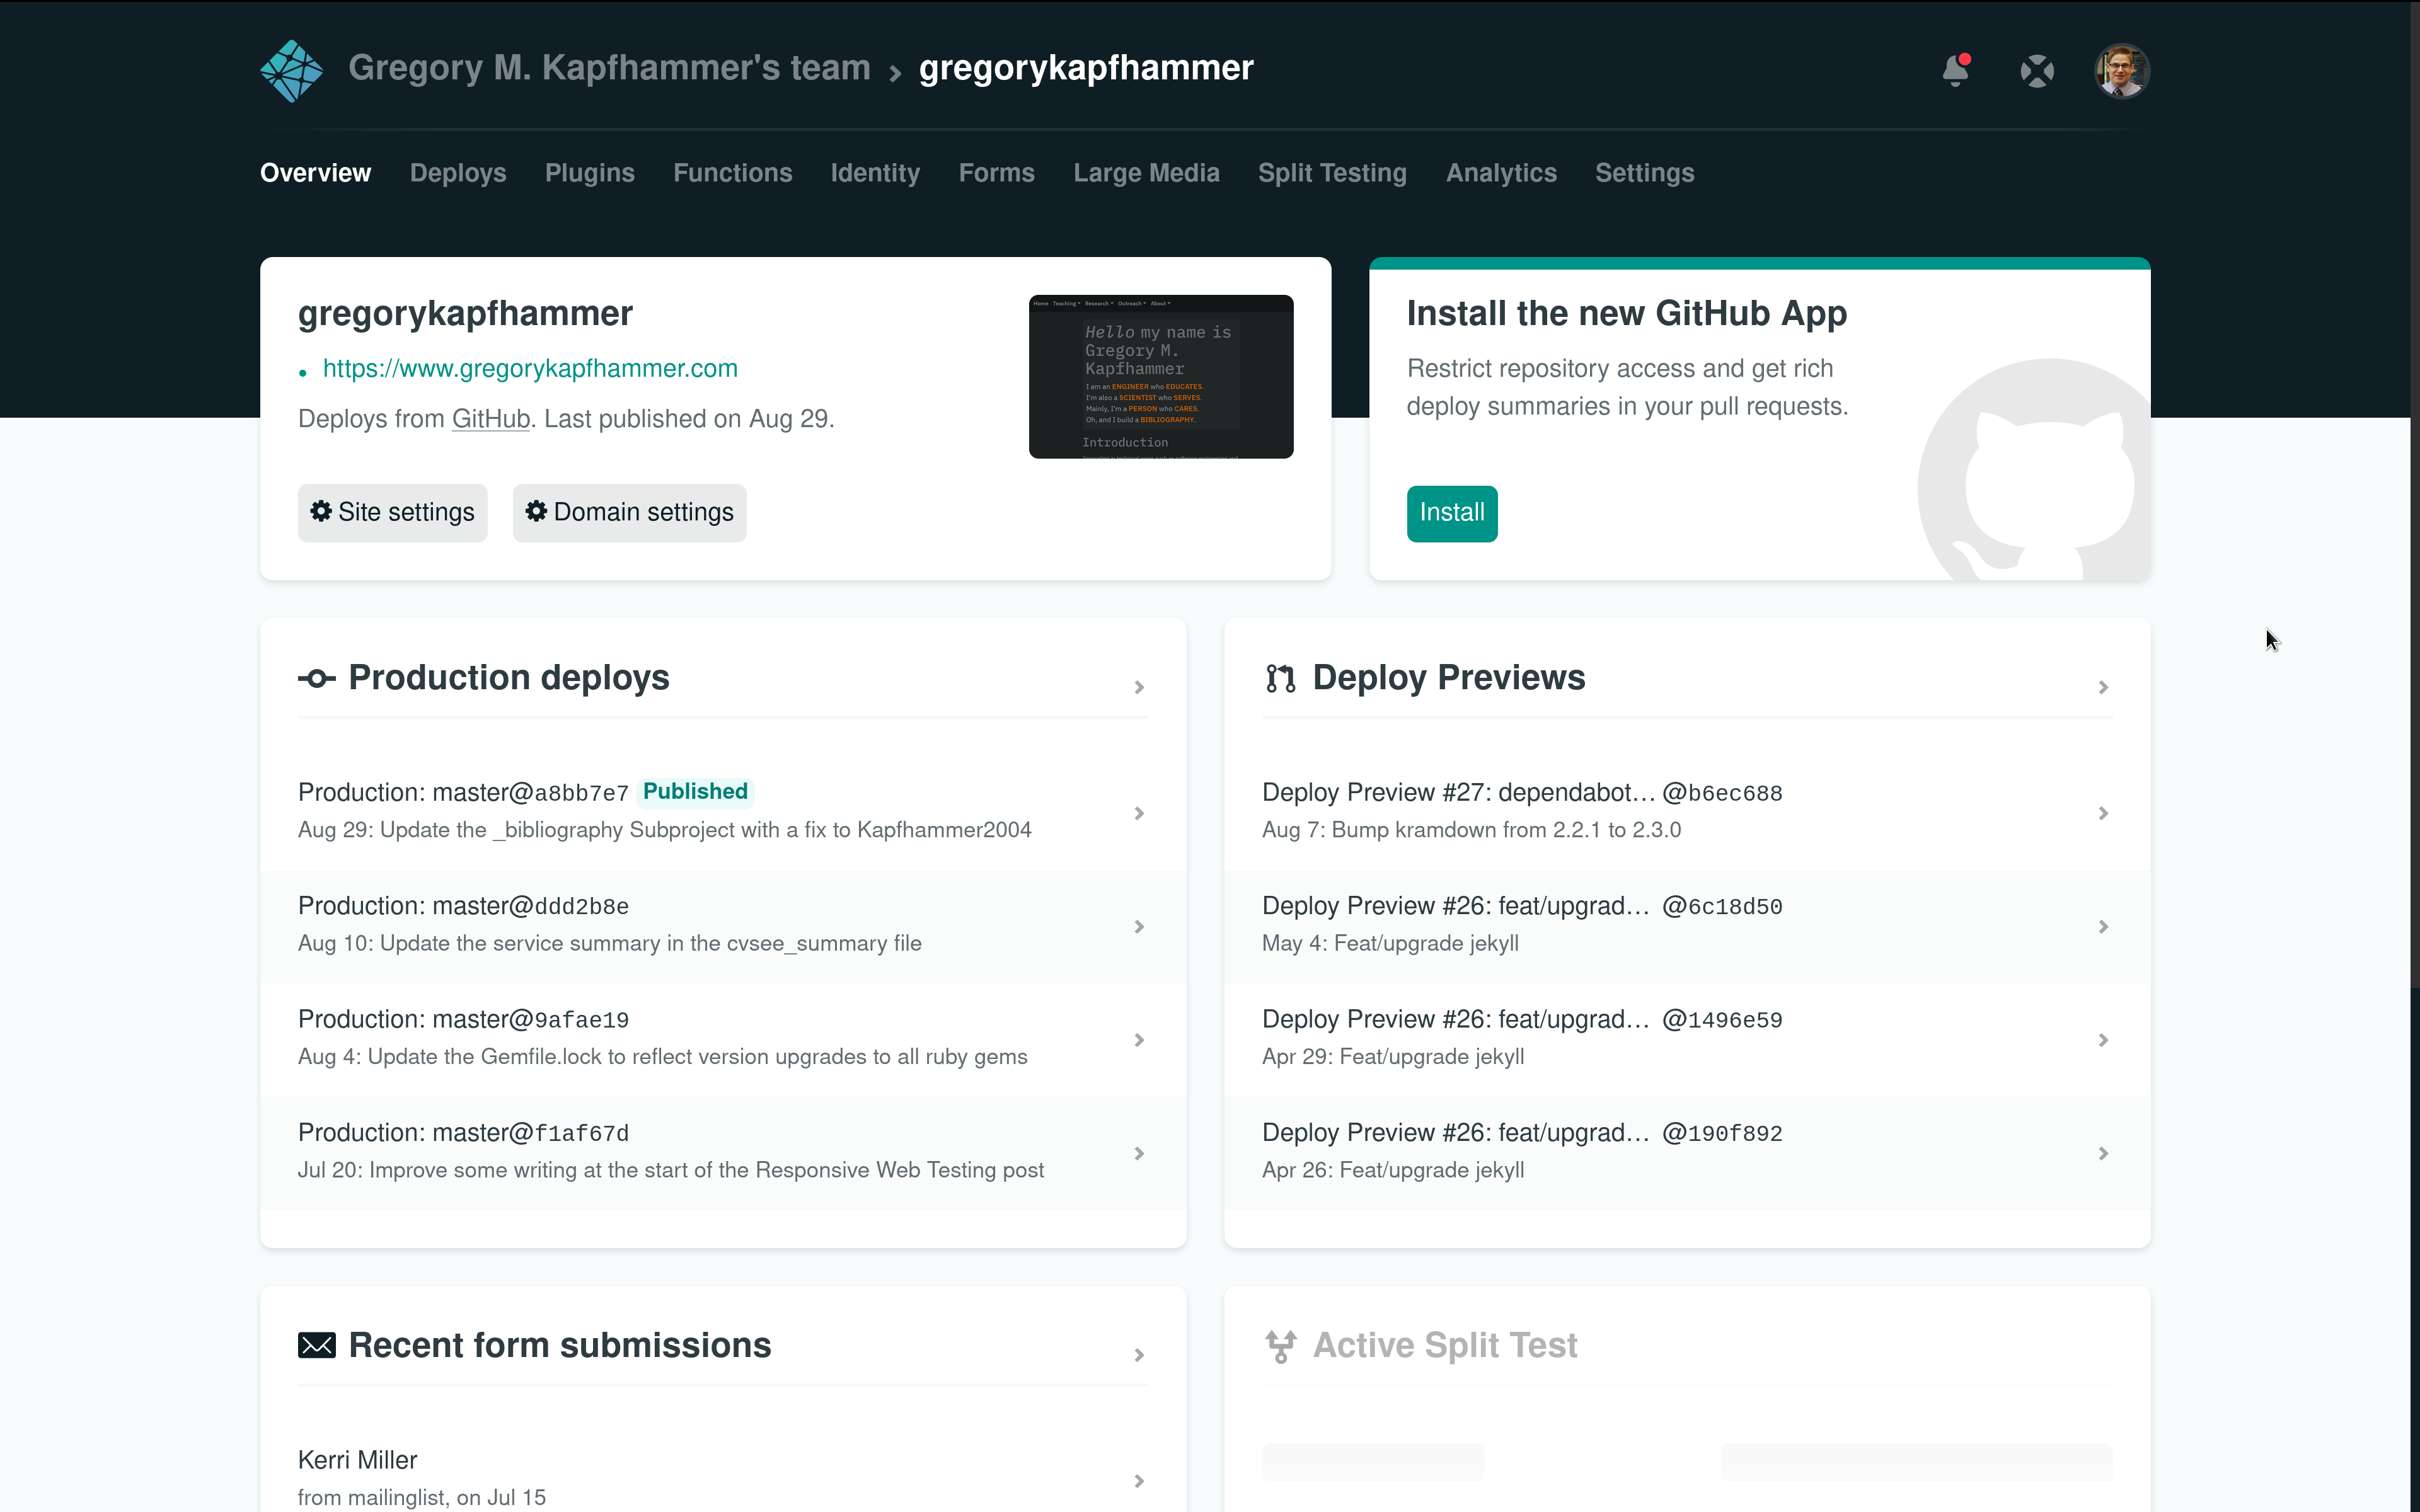 Gregory M. Kapfhammer's team > gregorykapfhammer
Overview Deploys Plugins Functions Identity Forms Large Media Split Testing Analytics Settings
gregorykapfhammer
https://www.gregorykapfhammer.com
Deploys from GitHub. Last published on Aug 29.
Site settings Domain settings
Home Teaching Research Outreach About
Hello my name is
Gregory M.
Kapfhammer
I am an ENGINEER who EDUCATES.
I'm also a SCIENTIST who SERVES.
Mainly, I'm a PERSON who CARES.
Oh, and I build a BIBLIOGRAPHY.
Introduction
Install the new GitHub App
Restrict repository access and get rich
deploy summaries in your pull requests.
Install
Production deploys
Production: master@a8bb7e7 Published
Aug 29: Update the _bibliography Subproject with a fix to Kapfhammer2004
Production: master@ddd2b8e
Aug 10: Update the service summary in the cvsee_summary file
Production: master@9afae19
Aug 4: Update the Gemfile.lock to reflect version upgrades to all ruby gems
Production: master@f1af67d
Jul 20: Improve some writing at the start of the Responsive Web Testing post
Deploy Previews
Deploy Preview #27: dependabot… @b6ec688
Aug 7: Bump kramdown from 2.2.1 to 2.3.0
Deploy Preview #26: feat/upgrad… @6c18d50
May 4: Feat/upgrade jekyll
Deploy Preview #26: feat/upgrad… @1496e59
Apr 29: Feat/upgrade jekyll
Deploy Preview #26: feat/upgrad… @190f892
Apr 26: Feat/upgrade jekyll
Recent form submissions
Kerri Miller
from mailinglist, on Jul 15
Active Split Test